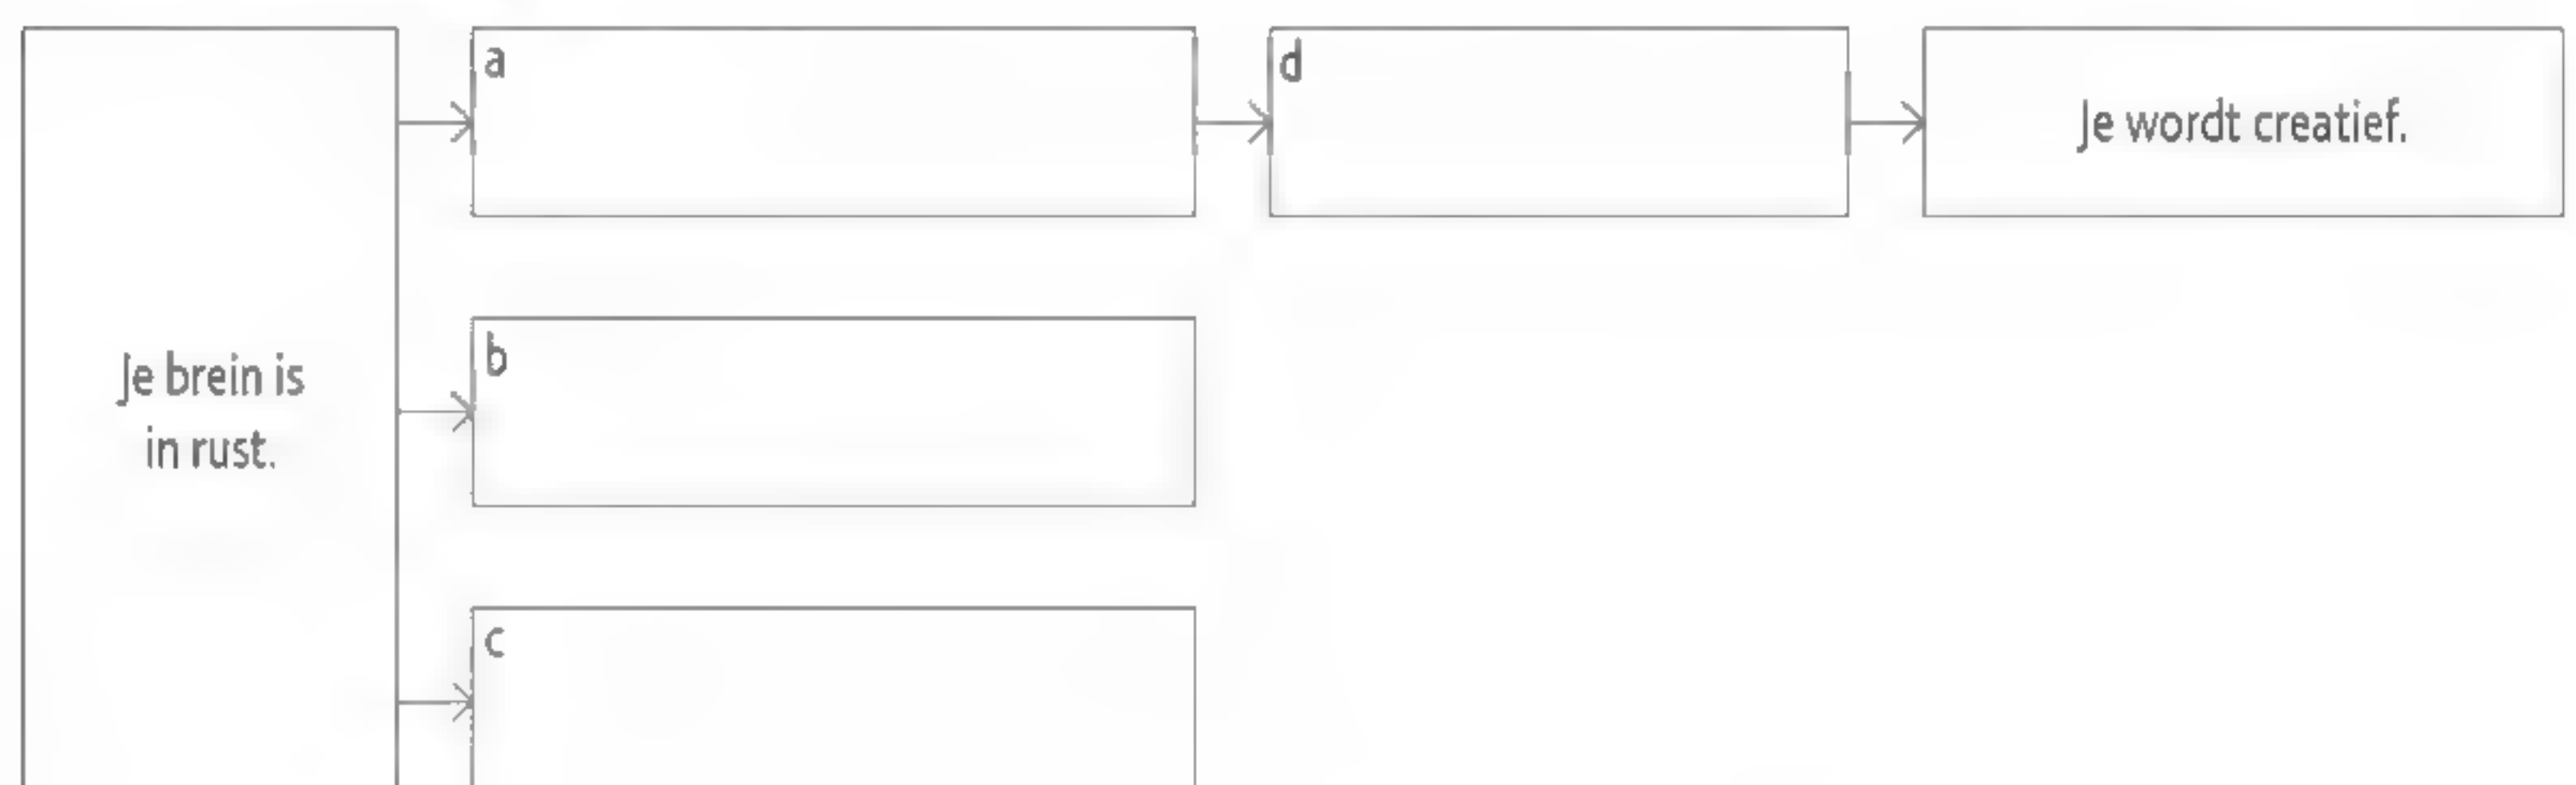 a
d
Je wordt creatief.
b
Je brein is
in rust.
c